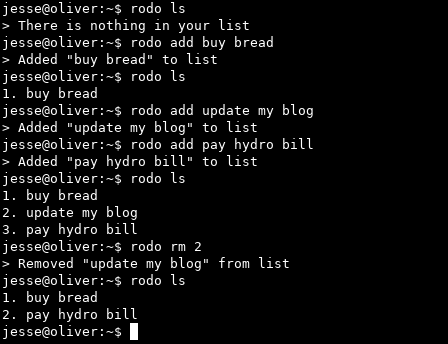 jesse@oliver:~$ rodo ls
> There is nothing in your list
jesse@oliver:~$ rodo add buy bread
> Added "buy bread" to list
jesse@oliver:~$ rodo ls
1. buy bread
jesse@oliver:~$ rodo add update my blog
> Added "update my blog" to list
jesse@oliver:~$ rodo add pay hydro bill
> Added "pay hydro bill" to list
jesse@oliver:~$ rodo ls
1. buy bread
2. update my blog
3. pay hydro bill
jesse@oliver:~$ rodo rm 2
> Removed "update my blog" from list
jesse@oliver:~$ rodo ls
1. buy bread
2. pay hydro bill
jesse@oliver:~$